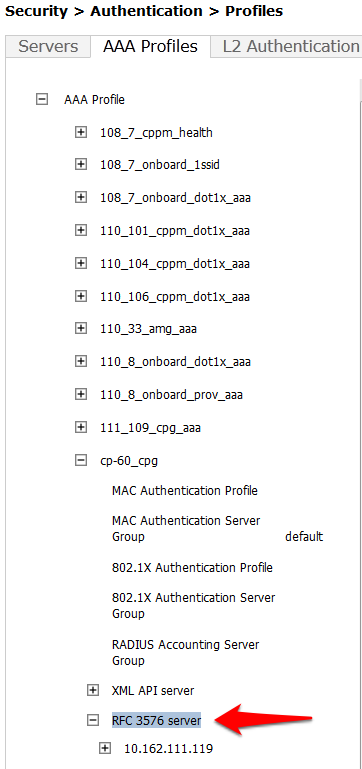 Security > Authentication > Profiles
Servers AAA Profiles L2 Authentication
AAA Profile
108_7_cppm_health
108_7_onboard_1ssid
108_7_onboard_dot1x_aaa
110_101_cppm_dot1x_aaa
110_104_cppm_dot1x_aaa
110_106_cppm_dot1x_aaa
110_33_amg_aaa
110_8_onboard_dot1x_aaa
110_8_onboard_prov_aaa
111_109_cpg_aaa
cp-60_cpg
MAC Authentication Profile
MAC Authentication Server
Group default
802.1X Authentication Profile
802.1X Authentication Server
Group
RADIUS Accounting Server
Group
XML API server
RFC 3576 server
10.162.111.119